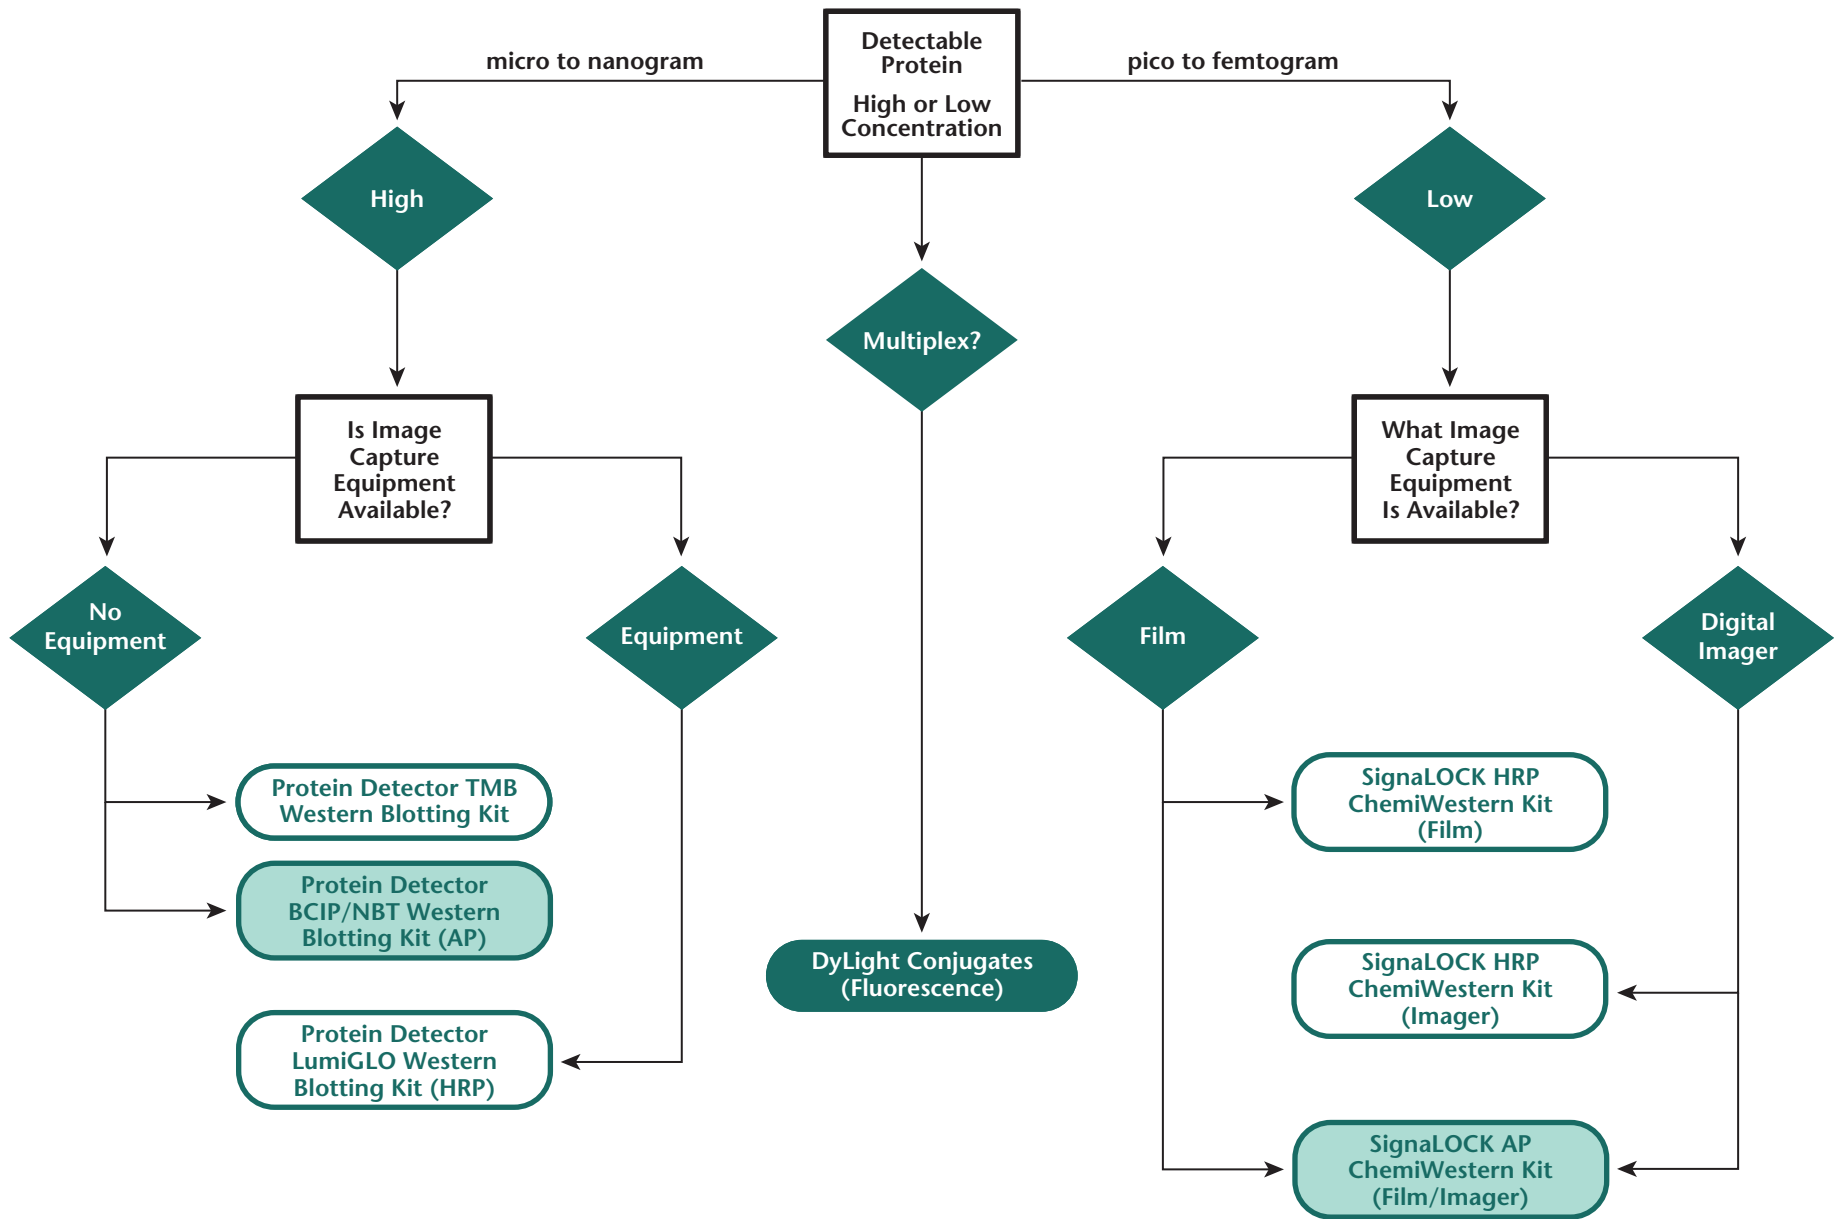 Detectable
Protein
High or Low
Concentration
micro to nanogram
pico to femtogram
High
Low
Multiplex?
Is Image
Capture
Equipment
Available?
What Image
Capture
Equipment
Is Available?
No
Equipment
Equipment
Film
Digital
Imager
Protein Detector TMB
Western Blotting Kit
Protein Detector
BCIP/NBT Western
Blotting Kit (AP)
Protein Detector
LumiGLO Western
Blotting Kit (HRP)
DyLight Conjugates
(Fluorescence)
SignaLOCK HRP
ChemiWestern Kit
(Film)
SignaLOCK HRP
ChemiWestern Kit
(Imager)
SignaLOCK AP
ChemiWestern Kit
(Film/Imager)